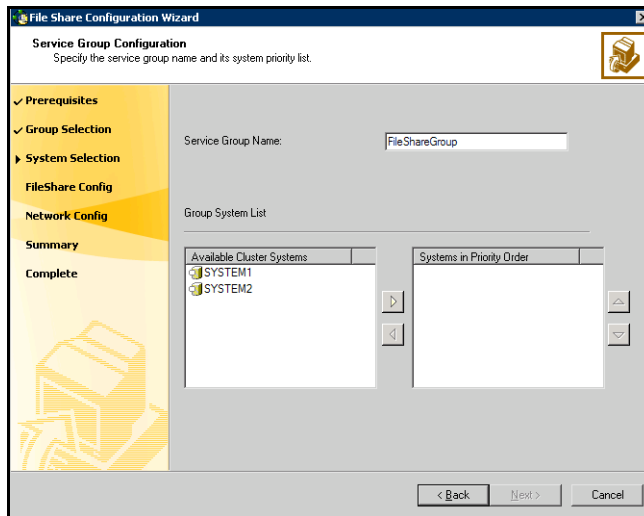 File Share Configuration Wizard
Service Group Configuration
Specify the service group name and its system priority list.
Prerequisites
Group Selection
System Selection
FileShare Config
Network Config
Summary
Complete
Service Group Name:
FileShareGroup
Group System List
Available Cluster Systems
SYSTEM1
SYSTEM2
Systems in Priority Order
< Back
Next >
Cancel